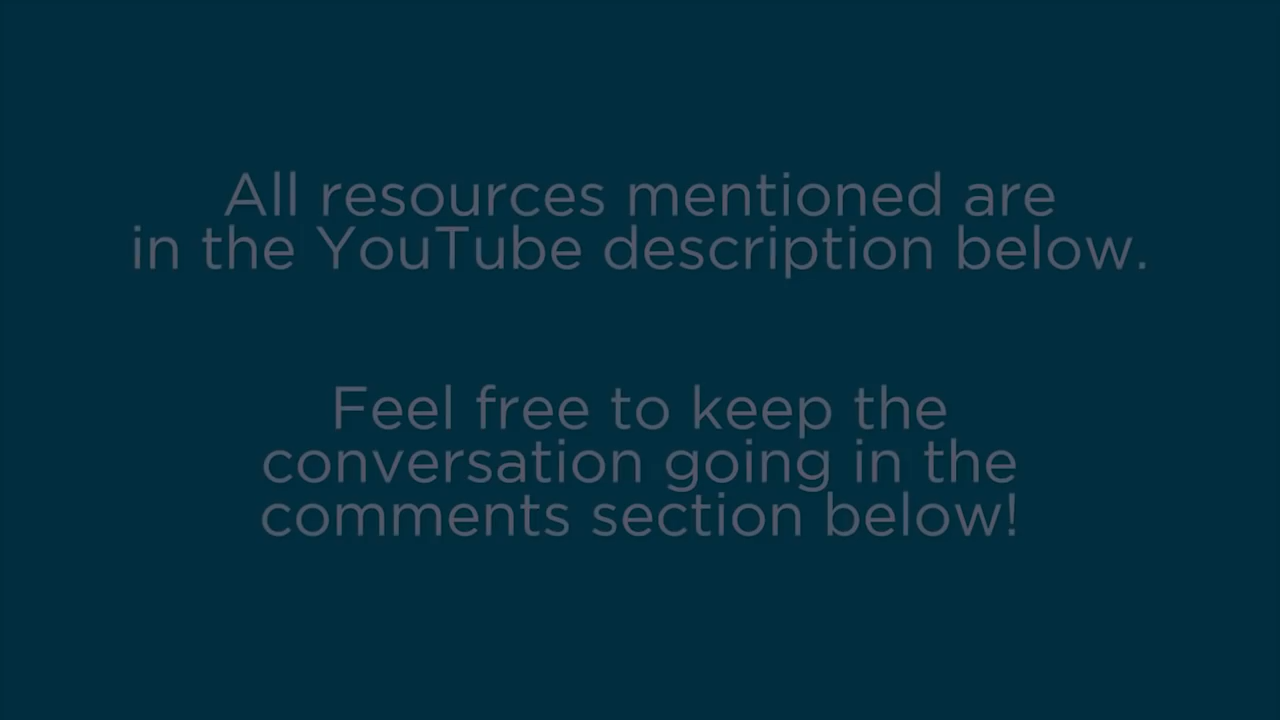 All resources mentioned are
in the YouTube description below.
Feel free to keep the
conversation going in the
comments section below!